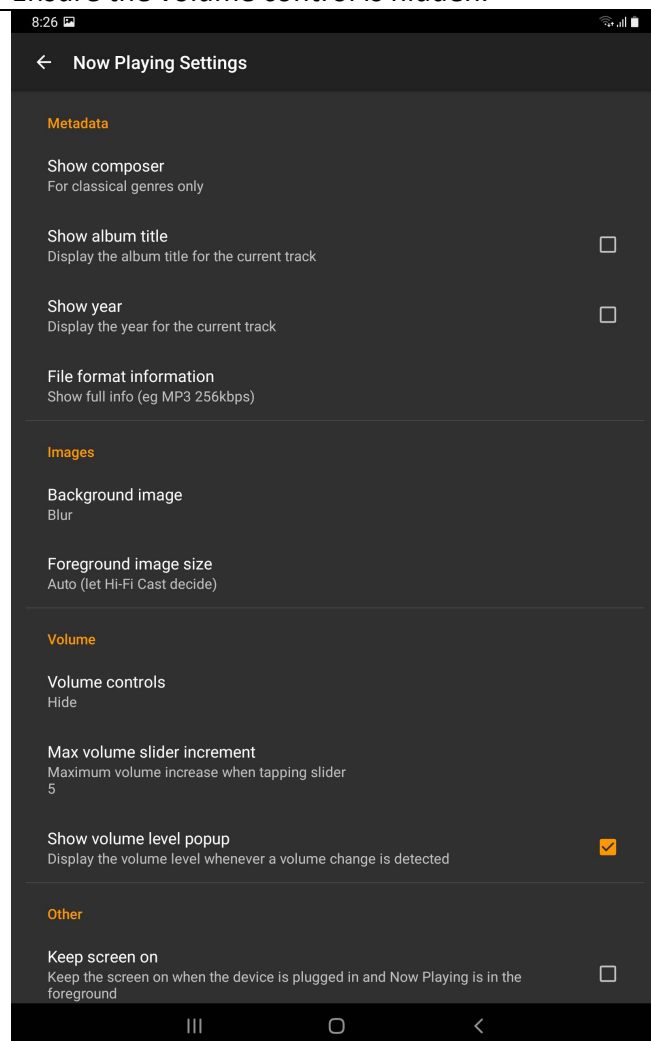 Ensure the volume control is hidden.
8:26
Now Playing Settings
Metadata
Show composer
For classical genres only
Show album title
Display the album title for the current track
Show year
Display the year for the current track
File format information
Show full info (eg MP3 256kbps)
Images
Background image
Blur
Foreground image size
Auto (let Hi-Fi Cast decide)
Volume
Volume controls
Hide
Max volume slider increment
Maximum volume increase when tapping slider
5
Show volume level popup
Display the volume level whenever a volume change is detected
Other
Keep screen on
Keep the screen on when the device is plugged in and Now Playing is in the
foreground